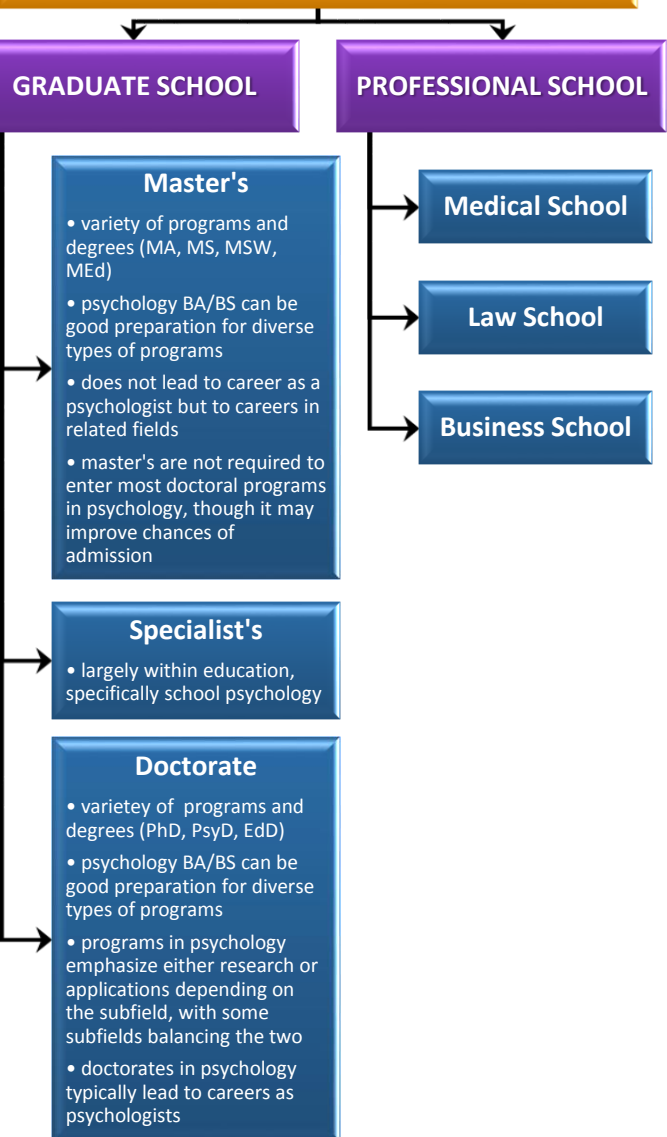 GRADUATE SCHOOL
PROFESSIONAL SCHOOL
Master's
• variety of programs and
degrees (MA, MS, MSW,
MEd)
• psychology BA/BS can be
good preparation for diverse
types of programs
• does not lead to career as a
psychologist but to careers in
related fields
• master's are not required to
enter most doctoral programs
in psychology, though it may
improve chances of
admission
Specialist's
• largely within education,
specifically school psychology
Doctorate
• varietey of programs and
degrees (PhD, PsyD, EdD)
• psychology BA/BS can be
good preparation for diverse
types of programs
• programs in psychology
emphasize either research or
applications depending on
the subfield, with some
subfields balancing the two
• doctorates in psychology
typically lead to careers as
psychologists
Medical School
Law School
Business School